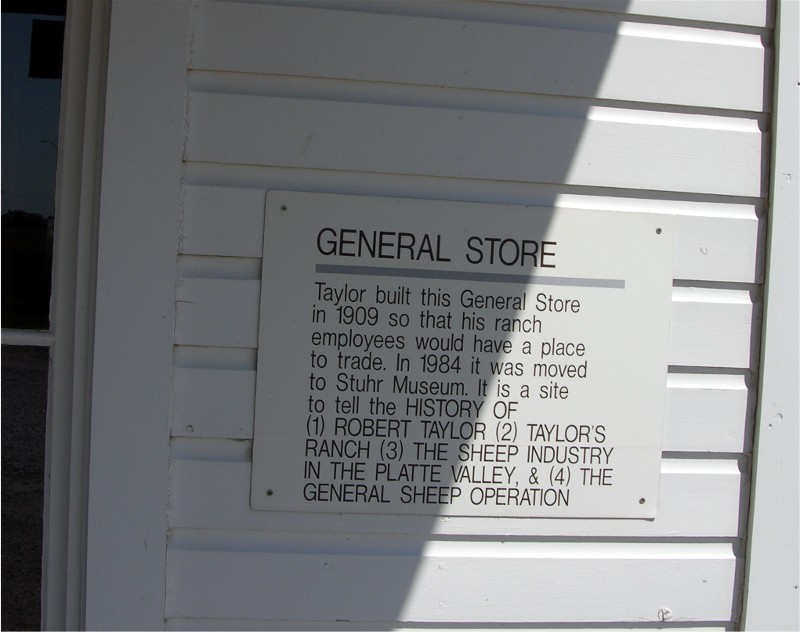 GENERAL STORE
Taylor built this General Store
in 1909 so that his ranch
employees would have a place
to trade. In 1984 it was moved
to Stuhr Museum. It is a site
to tell the HISTORY OF
(1) ROBERT TAYLOR (2) TAYLOR'S
RANCH (3) THE SHEEP INDUSTRY
IN THE PLATTE VALLEY, & (4) THE
GENERAL SHEEP OPERATION